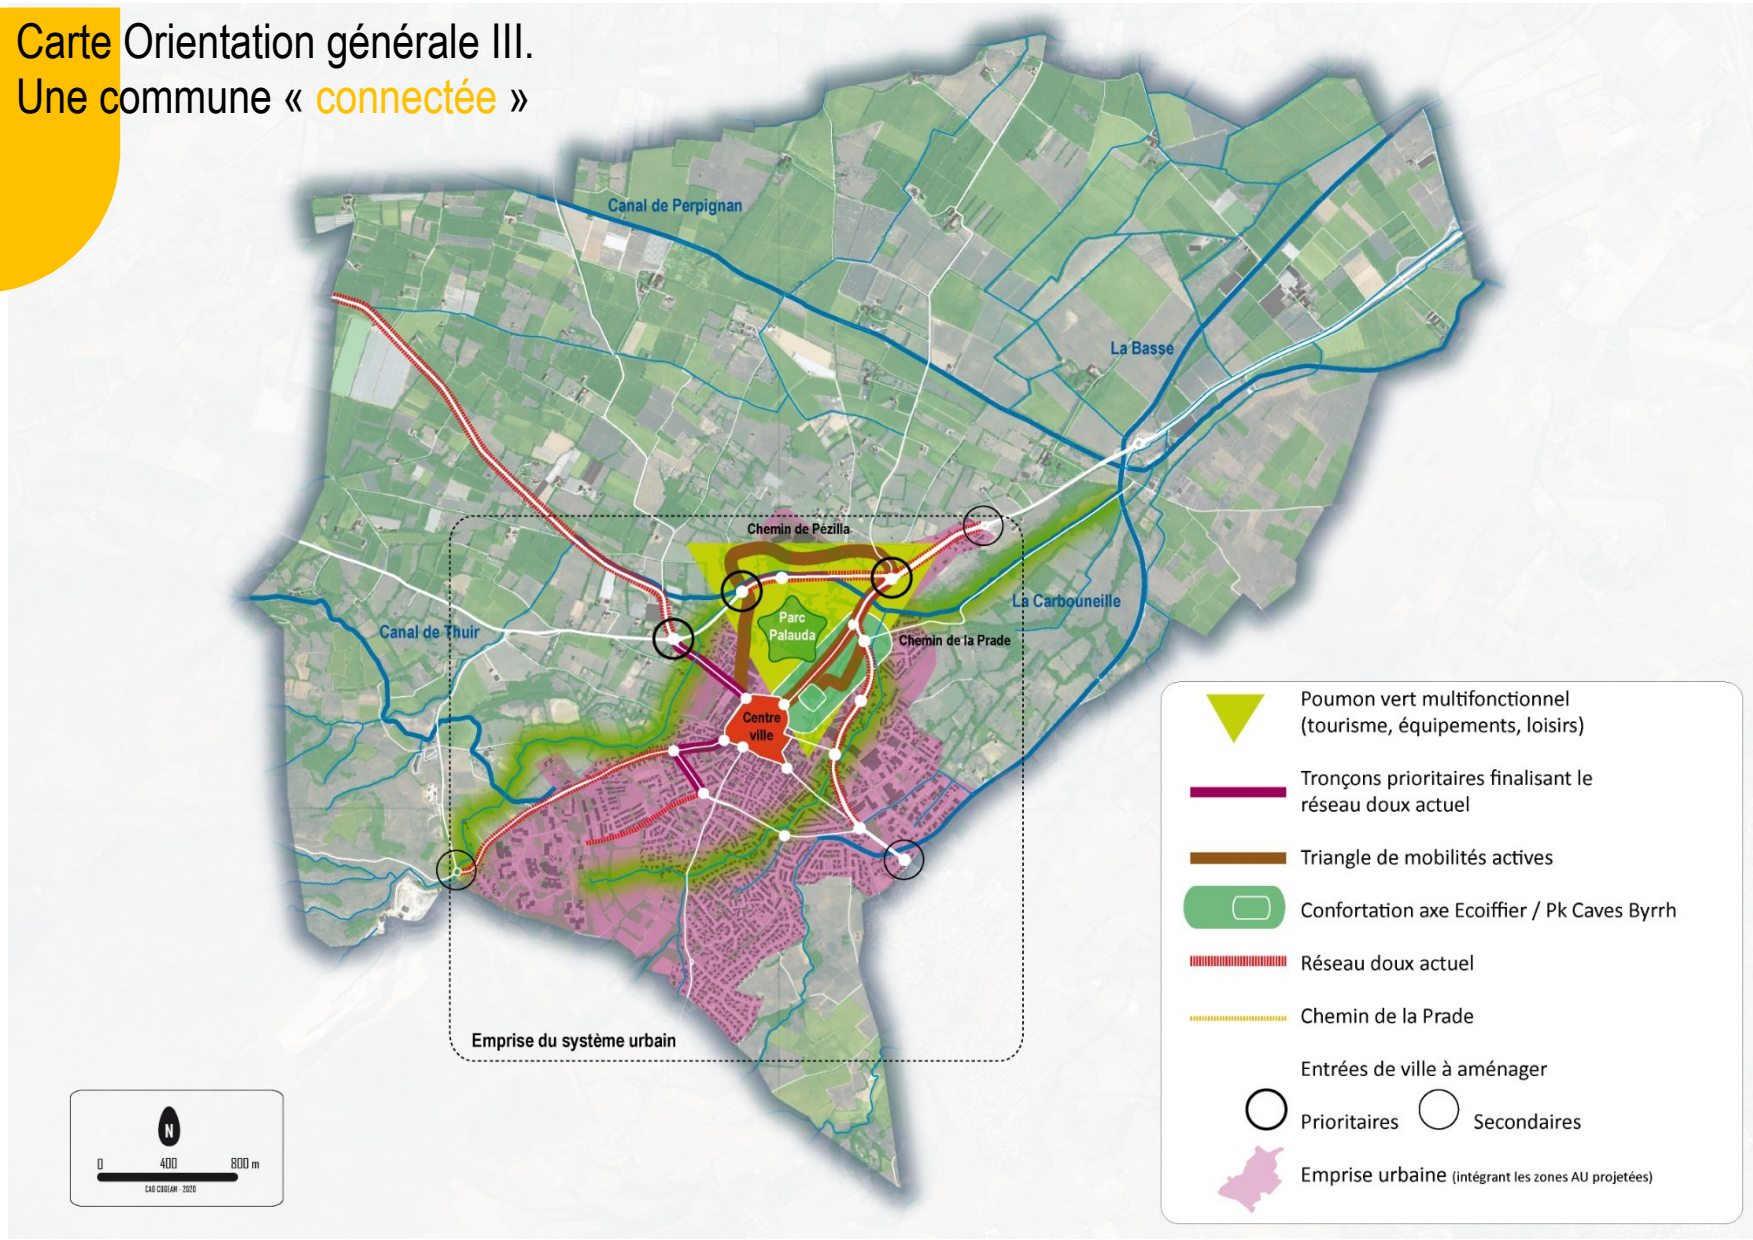 Carte Orientation générale III.
Une commune « connectée »
Canal de Perpignan
La Basse
Chemin de Pézilla
La Carbouneille
Canal de Thuir
Parc
Palauda
Chemin de la Prade
Centre
ville
Emprise du système urbain
N
0 400 800 m
CAO COGEAM - 2020
Poumon vert multifonctionnel
(tourisme, équipements, loisirs)
Tronçons prioritaires finalisant le
réseau doux actuel
Triangle de mobilités actives
Confortation axe Ecoiffier / Pk Caves Byrrh
Réseau doux actuel
Chemin de la Prade
Entrées de ville à aménager
Prioritaires Secondaires
Emprise urbaine (intégrant les zones AU projetées)